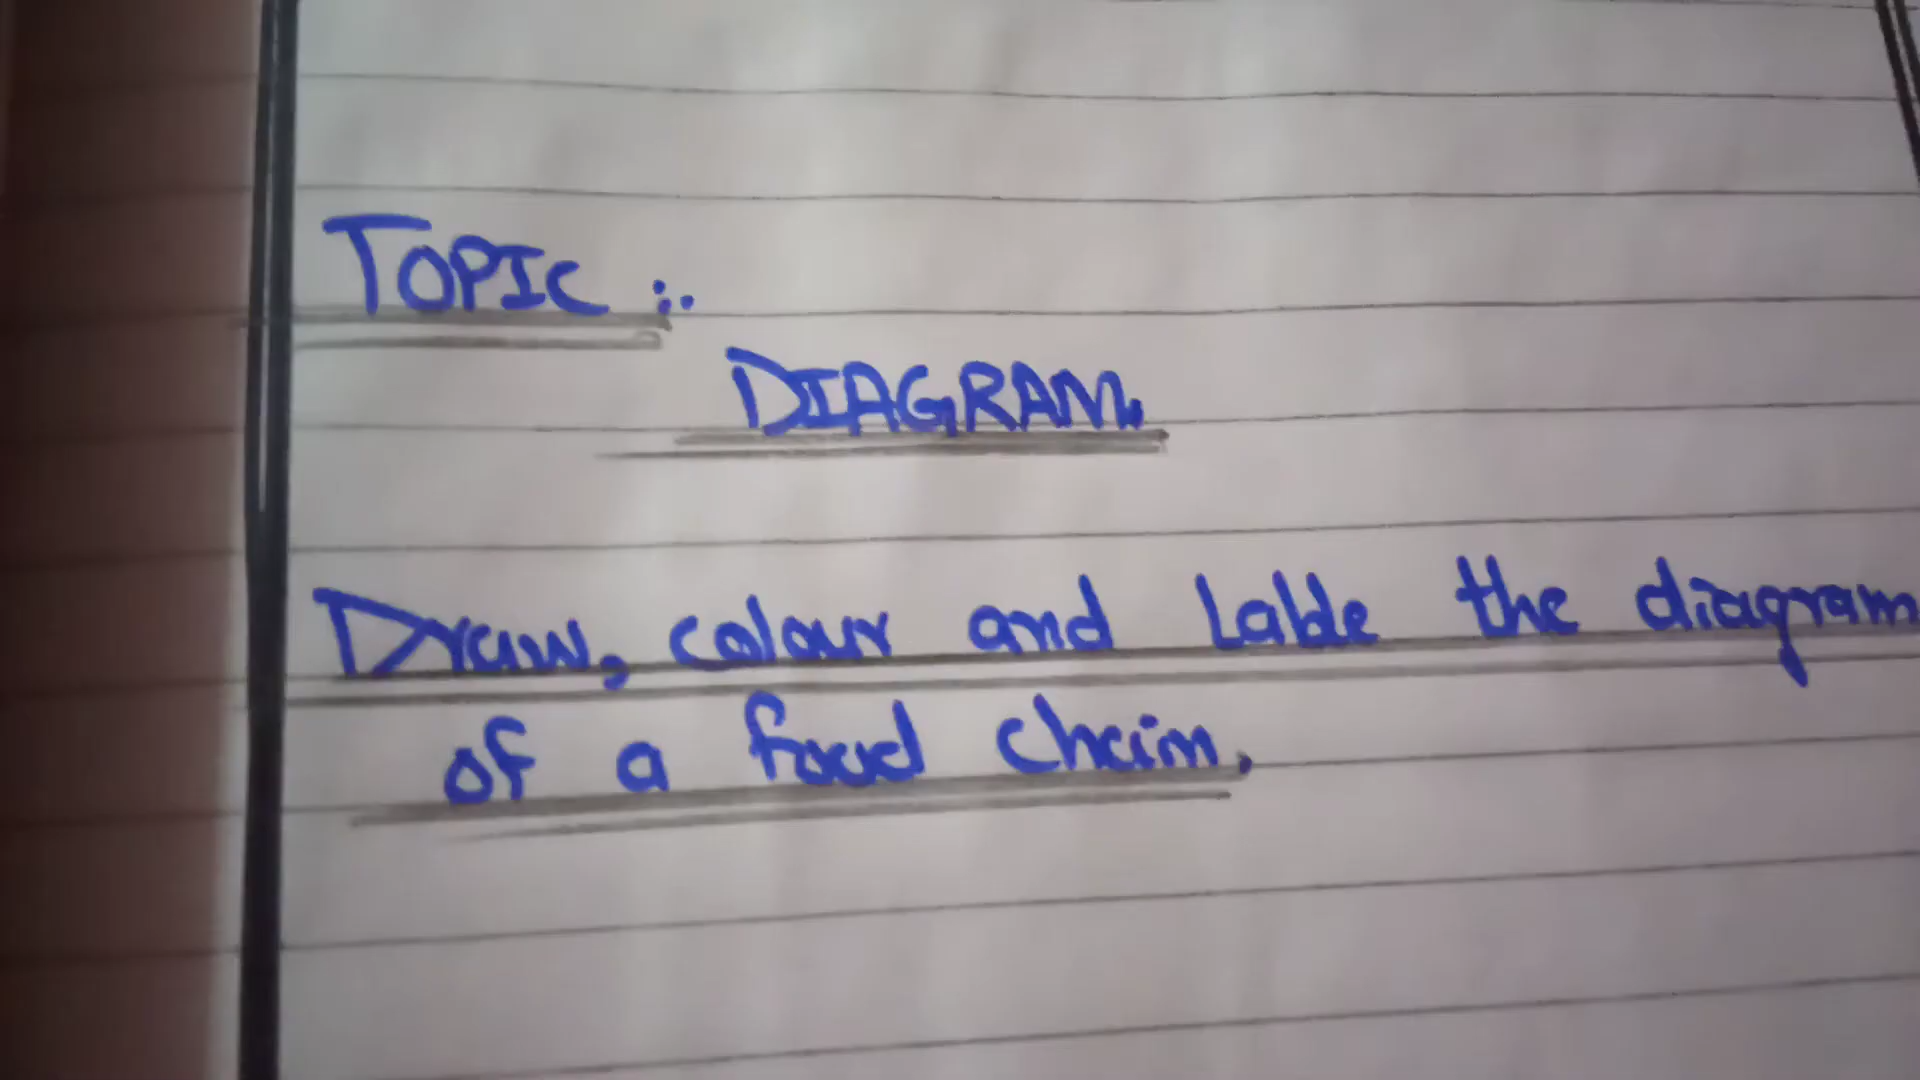 TOPIC :.
DIAGRAM.
Draw, colour and Lable the diagram
of a food chain.